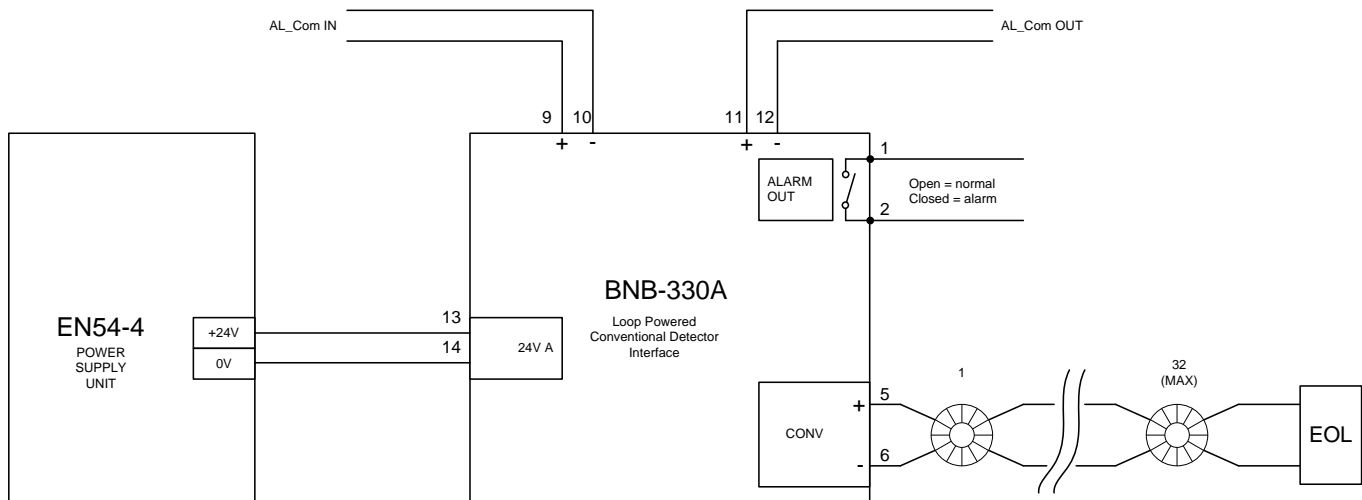 AL_Com IN
AL_Com OUT
9
10
11
12
+
-
+
-
ALARM
OUT
1
Open = normal
Closed = alarm
2
BNB-330A
Loop Powered
Conventional Detector
Interface
EN54-4
POWER
SUPPLY
UNIT
+24V
0V
13
14
24V A
CONV
+
-
5
6
1
32
(MAX)
EOL